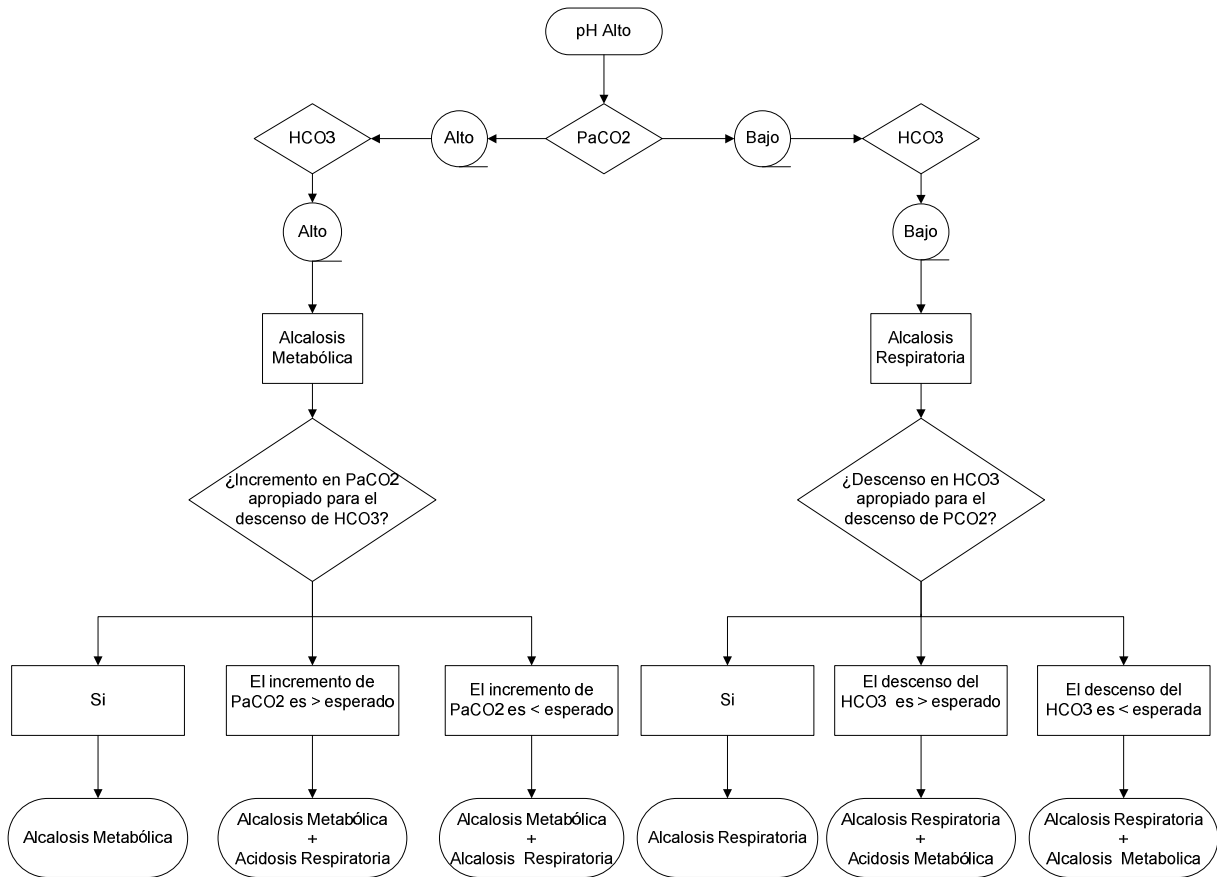 pH Alto
HCO3
Alto
PaCO2
Bajo
HCO3
Alto
Bajo
Alcalosis
Metabólica
Alcalosis
Respiratoria
¿Incremento en PaCO2
apropiado para el
descenso de HCO3?
¿Descenso en HCO3
apropiado para el
descenso de PCO2?
Si
El incremento de
PaCO2 es > esperado
El incremento de
PaCO2 es < esperado
Si
El descenso del
HCO3 es > esperado
El descenso del
HCO3 es < esperada
Alcalosis Metabólica
Alcalosis Metabólica
+
Acidosis Respiratoria
Alcalosis Metabólica
+
Alcalosis Respiratoria
Alcalosis Respiratoria
Alcalosis Respiratoria
+
Acidosis Metabólica
Alcalosis Respiratoria
+
Alcalosis Metabolica